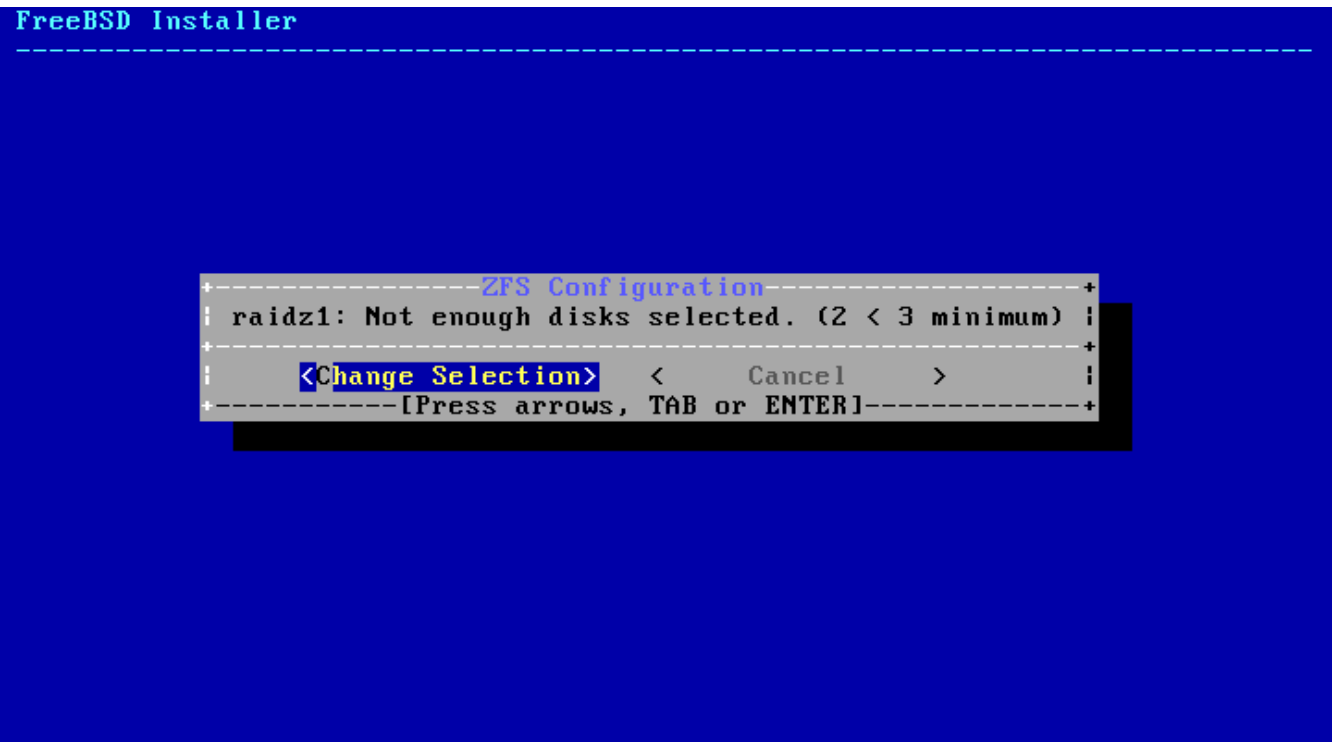 FreeBSD Installer
ZFS Configuration
raidz1: Not enough disks selected. (2 < 3 minimum)
<Change Selection> < Cancel >
[Press arrows, TAB or ENTER]